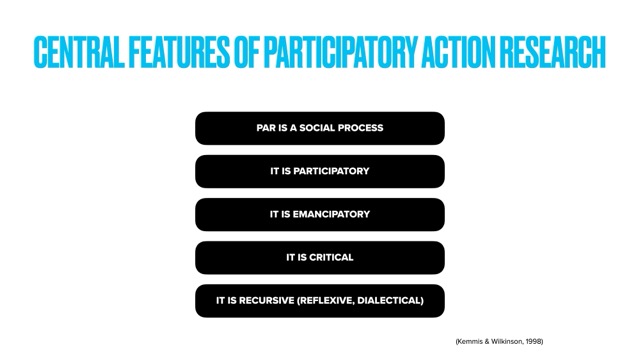 CENTRAL FEATURES OF PARTICIPATORY ACTION RESEARCH
PAR IS A SOCIAL PROCESS
IT IS PARTICIPATORY
IT IS EMANCIPATORY
IT IS CRITICAL
IT IS RECURSIVE (REFLEXIVE, DIALECTICAL)
(Kemmis & Wilkinson, 1998)